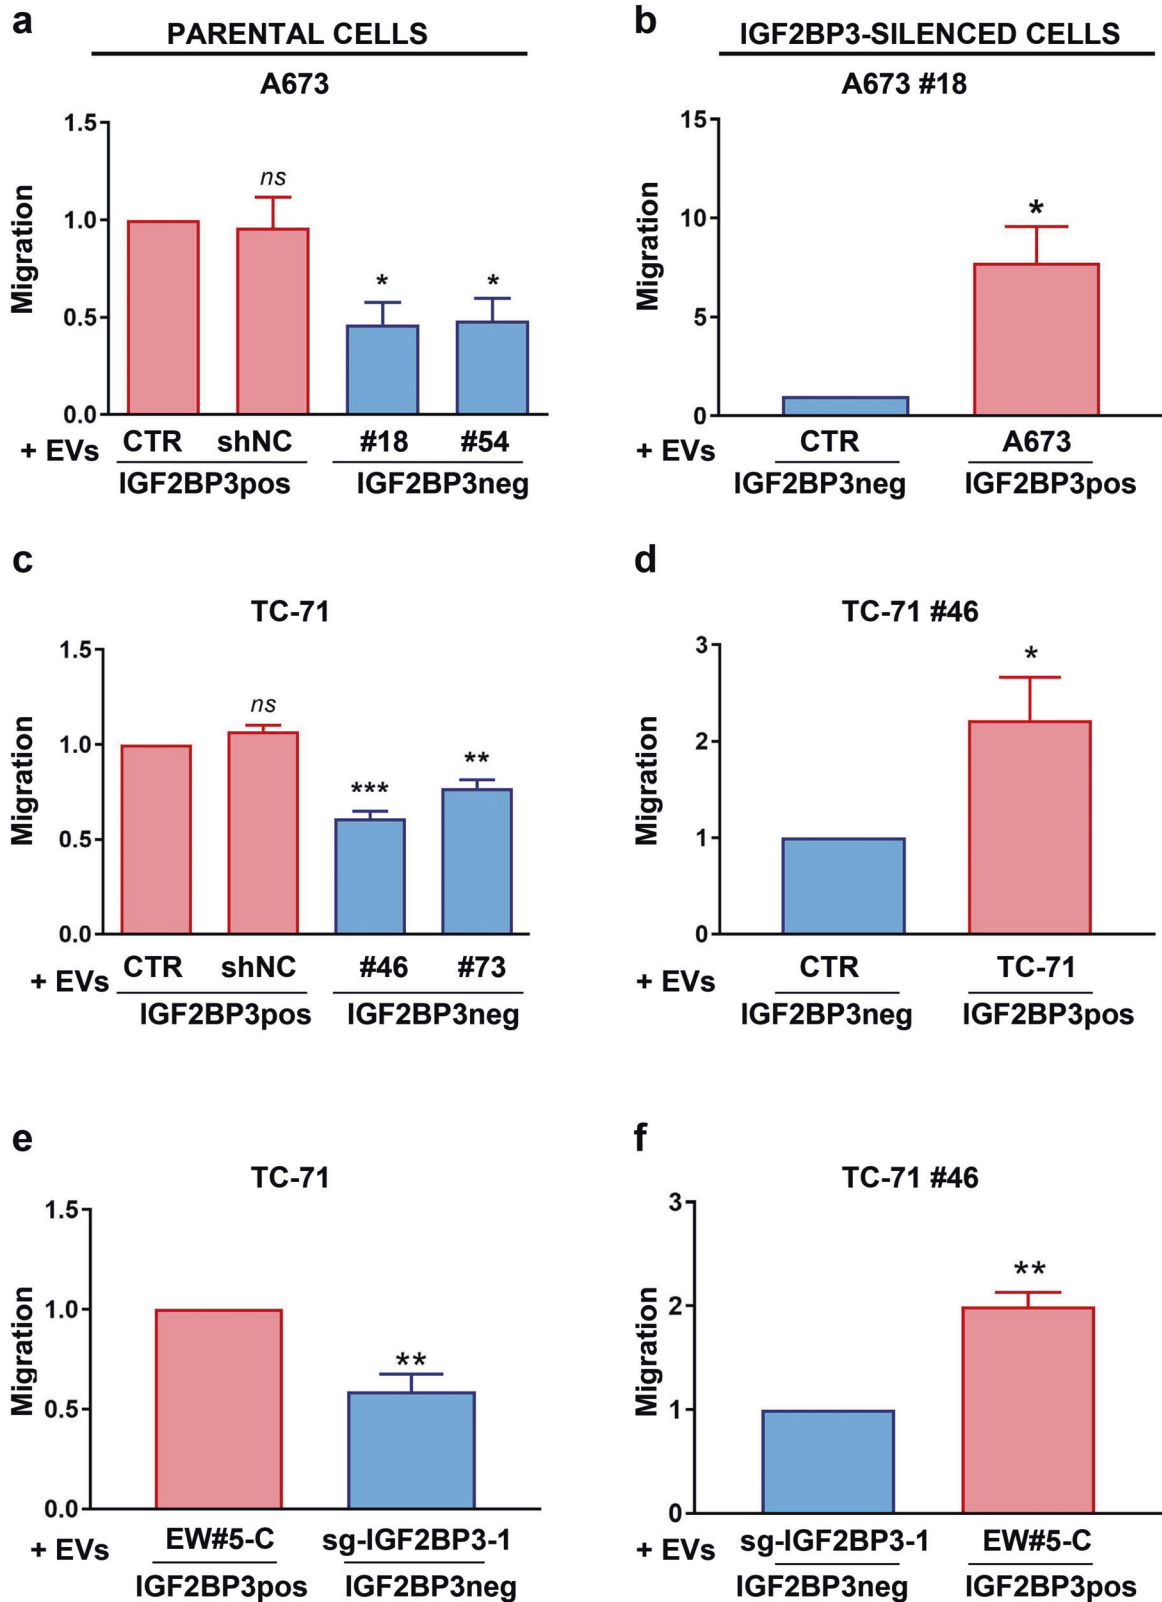 a
PARENTAL CELLS
A673
Migration
1.5
1.0
0.5
0.0
ns
*
*
+ EVs
CTR shNC #18 #54
IGF2BP3pos IGF2BP3neg
b
IGF2BP3-SILENCED CELLS
A673 #18
Migration
15
10
5
0
*
+ EVs
CTR A673
IGF2BP3neg IGF2BP3pos
c
TC-71
Migration
1.5
1.0
0.5
0.0
ns
***
**
+ EVs
CTR shNC #46 #73
IGF2BP3pos IGF2BP3neg
d
TC-71 #46
Migration
3
2
1
0
*
+ EVs
CTR TC-71
IGF2BP3neg IGF2BP3pos
e
TC-71
Migration
1.5
1.0
0.5
0.0
**
+ EVs
EW#5-C sg-IGF2BP3-1
IGF2BP3pos IGF2BP3neg
f
TC-71 #46
Migration
3
2
1
0
**
+ EVs
sg-IGF2BP3-1 EW#5-C
IGF2BP3neg IGF2BP3pos